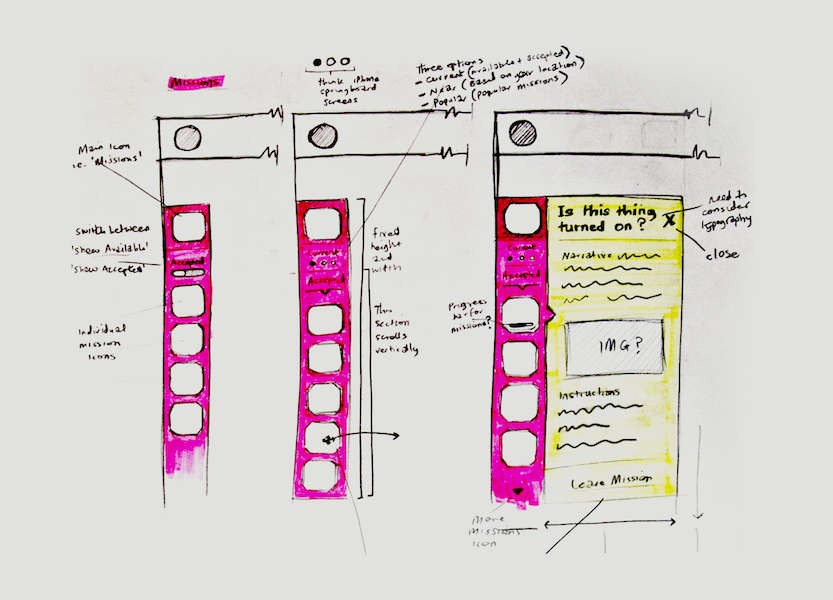 Missions
think iPhone
springboard
screens
Three options
- Current (available + accepted)
- Near (Based on your location)
- Popular (popular missions)
Main Icon
i.e. 'Missions'
Switch between
'show Available'
'show Accepted'
Accepted
Individual
mission
icons
Current
Accepted
fixed
height
and
width
This
section
scrolls
vertically
Current
Accepted
Progress
bar for
missions?
Is this thing
turned on?
X
Need to
consider
typography
close
Narrative
IMG?
Instructions
Leave Mission
More
Missions
icon